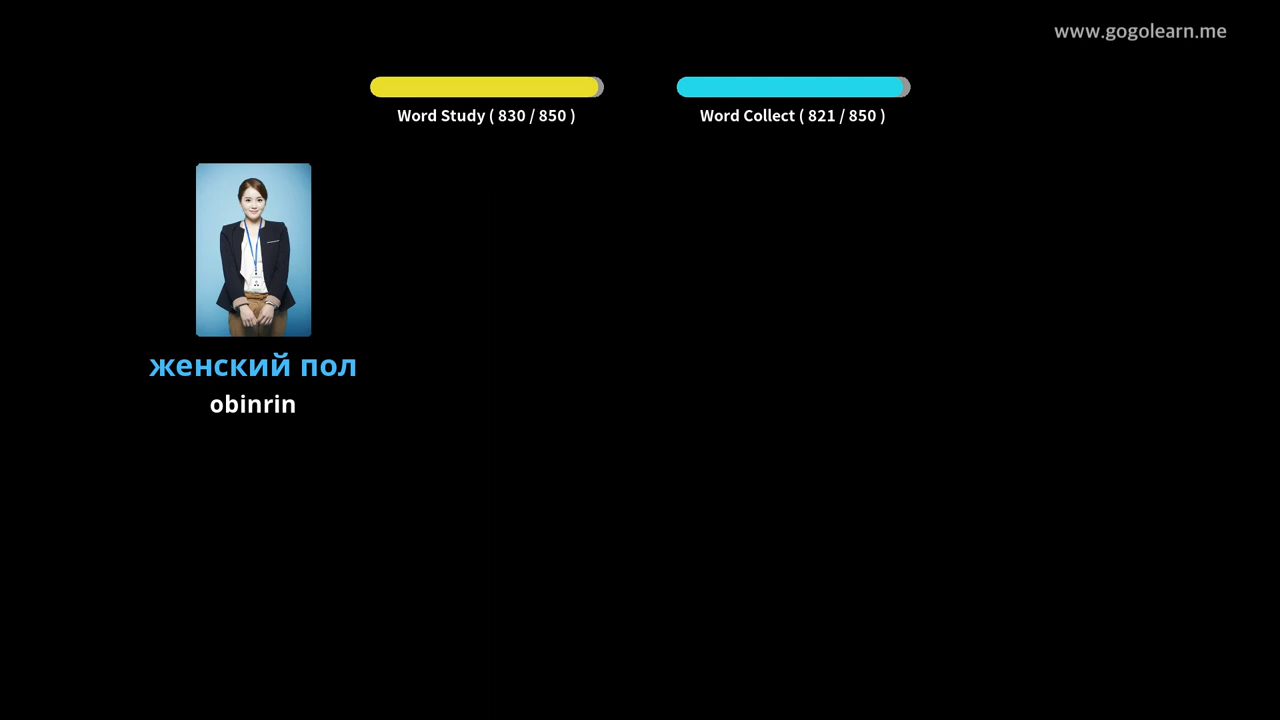 www.gogolearn.me
Word Study ( 830 / 850 )
Word Collect ( 821 / 850 )
женский пол
obinrin